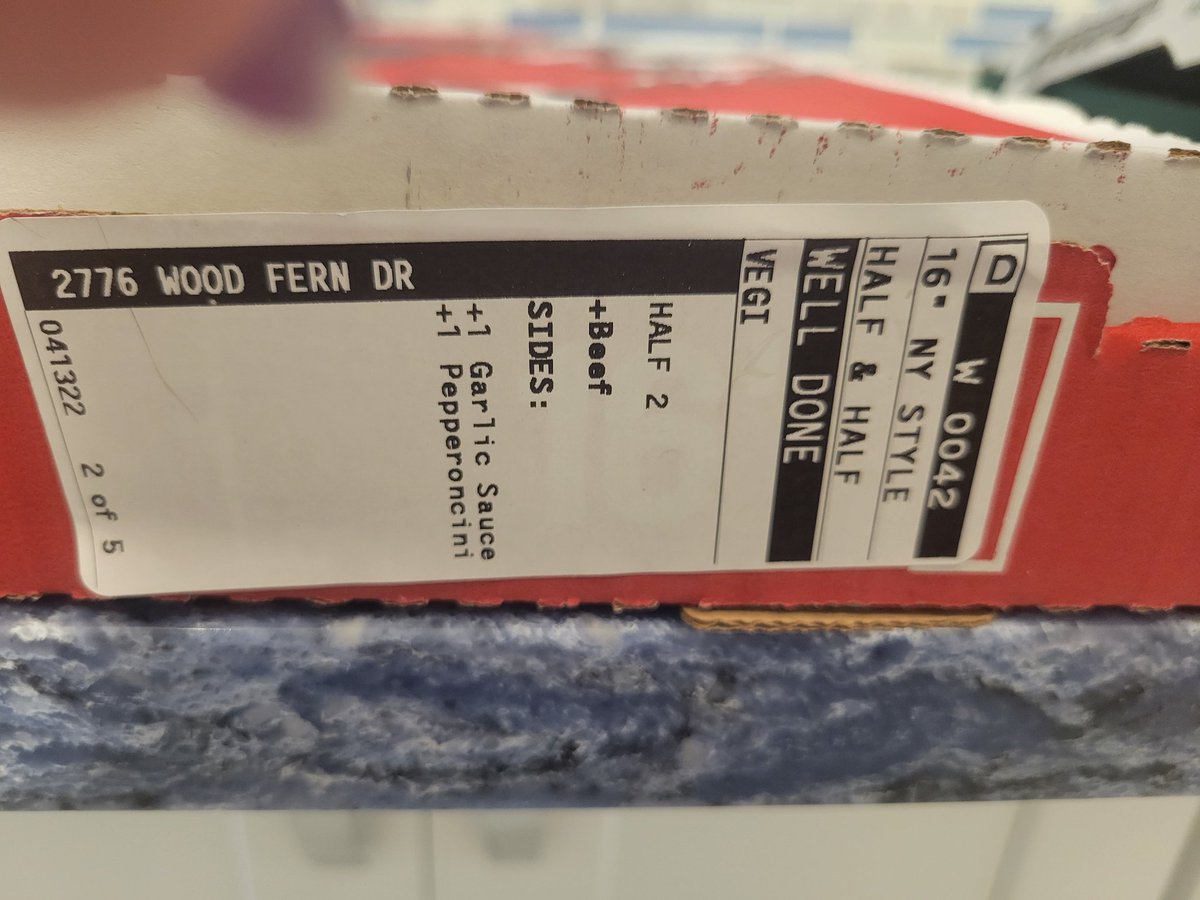 D W 0042
16" NY STYLE
HALF & HALF
WELL DONE
VEGI
HALF 2
+Beef
SIDES:
+1 Garlic Sauce
+1 Pepperoncini
2776 WOOD FERN DR
041322 2 of 5